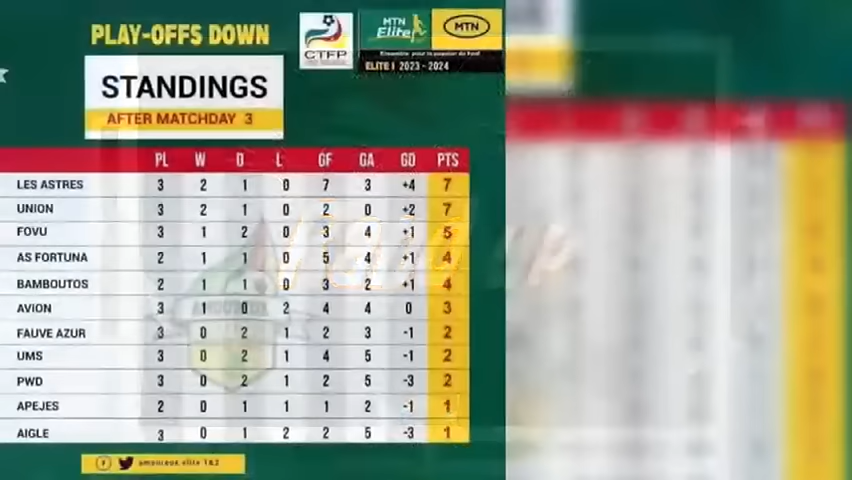 PLAY-OFFS DOWN
CTFP
MTN
Elite
MTN
ELITE 1 2023 - 2024
STANDINGS
AFTER MATCHDAY 3
PL W D L GF GA GD PTS
LES ASTRES 3 2 1 0 7 3 +4 7
UNION 3 2 1 0 2 0 +2 7
FOVU 3 1 2 0 3 4 +1 5
AS FORTUNA 2 1 1 0 5 4 +1 4
BAMBOUTOS 2 1 1 0 3 2 +1 4
AVION 3 1 0 2 4 4 0 3
FAUVE AZUR 3 0 2 1 2 3 -1 2
UMS 3 0 2 1 4 5 -1 2
PWD 3 0 2 1 2 5 -3 2
APEJES 2 0 1 1 1 2 -1 1
AIGLE 3 0 1 2 2 5 -3 1